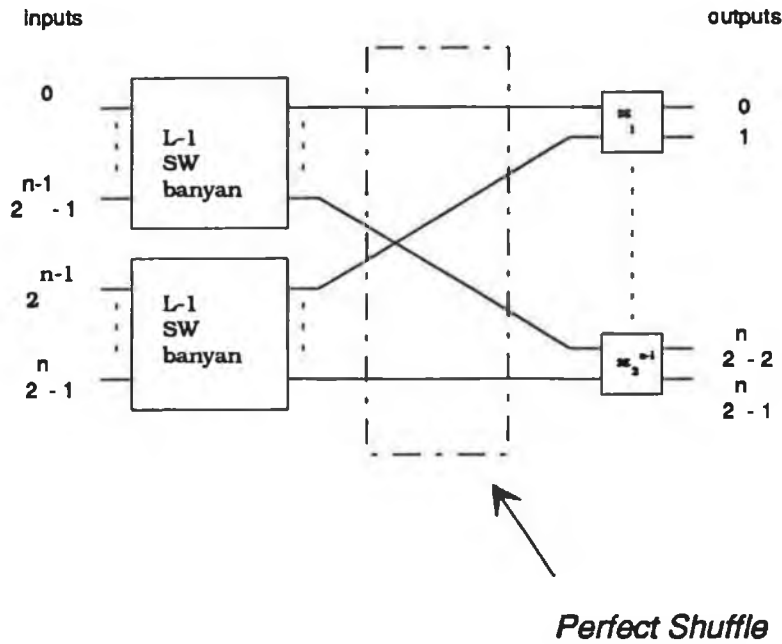 inputs
outputs
0
L-1
SW
banyan
n-1
2 - 1
n-1
2
L-1
SW
banyan
n
2 - 1
0
1
n
2 - 2
n
2 - 1
Perfect Shuffle